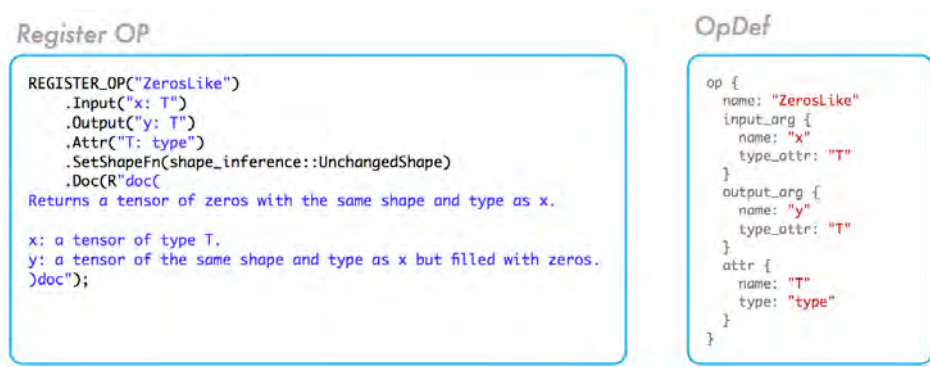 Register OP
REGISTER_OP("ZerosLike")
    .Input("x: T")
    .Output("y: T")
    .Attr("T: type")
    .SetShapeFn(shape_inference::UnchangedShape)
    .Doc(R"doc(
Returns a tensor of zeros with the same shape and type as x.

x: a tensor of type T.
y: a tensor of the same shape and type as x but filled with zeros.
)doc");
OpDef
op {
  name: "ZerosLike"
  input_arg {
    name: "x"
    type_attr: "T"
  }
  output_arg {
    name: "y"
    type_attr: "T"
  }
  attr {
    name: "T"
    type: "type"
  }
}